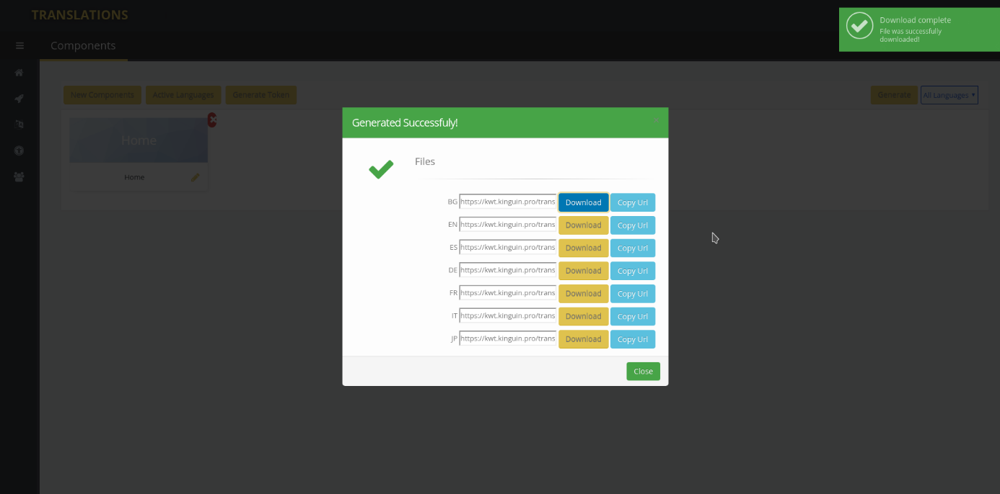 TRANSLATIONS
Download complete
File was successfully
downloaded!
Components
New Components
Active Languages
Generate Token
Generate
All Languages
Home
Home
Generated Successfuly!
Files
BG https://kwt.kinguin.pro/trans Download Copy Url
EN https://kwt.kinguin.pro/trans Download Copy Url
ES https://kwt.kinguin.pro/trans Download Copy Url
DE https://kwt.kinguin.pro/trans Download Copy Url
FR https://kwt.kinguin.pro/trans Download Copy Url
IT https://kwt.kinguin.pro/trans Download Copy Url
JP https://kwt.kinguin.pro/trans Download Copy Url
Close